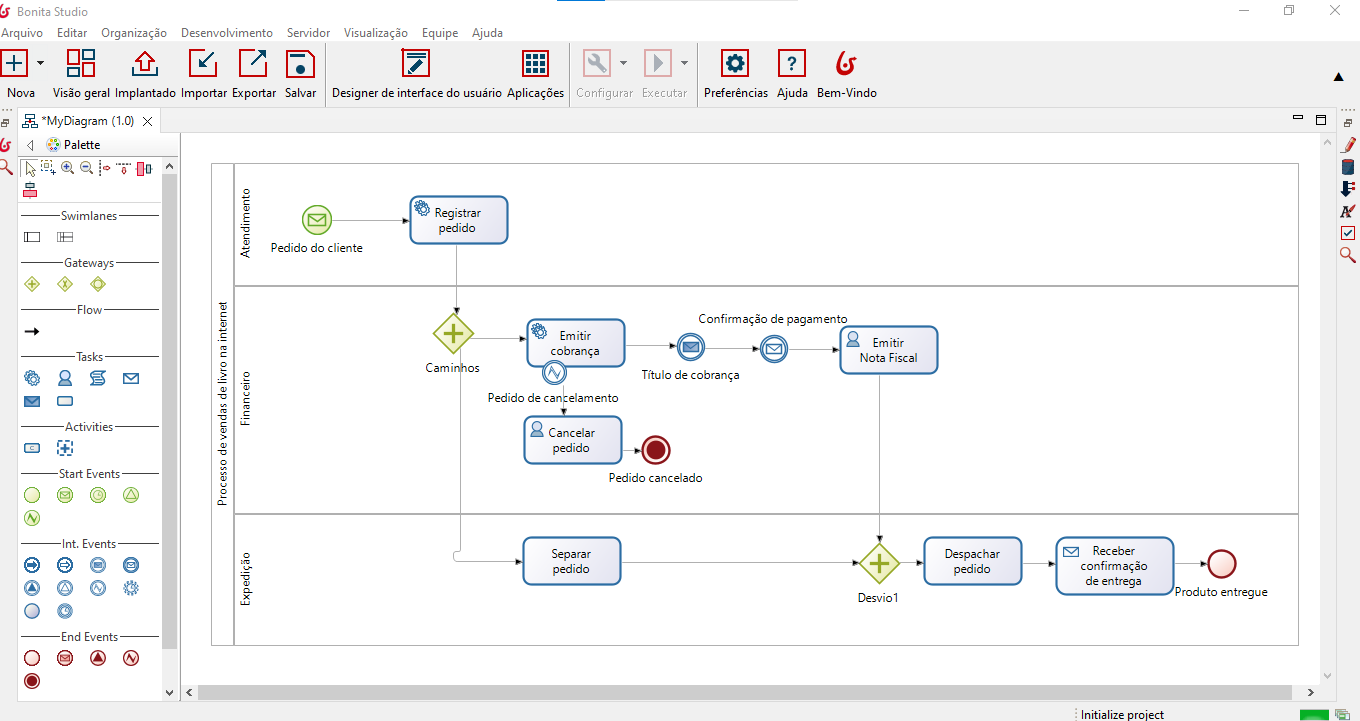 Bonita Studio
Arquivo Editar Organização Desenvolvimento Servidor Visualização Equipe Ajuda
Nova Visão geral Implantado Importar Exportar Salvar Designer de interface do usuário Aplicações Configurar Executar Preferências Ajuda Bem-Vindo
*MyDiagram (1.0)
Palette
Swimlanes
Gateways
Flow
Tasks
Activities
Start Events
Int. Events
End Events
Processo de vendas de livro na internet
Atendimento
Pedido do cliente
Registrar
pedido
Financeiro
Caminhos
Emitir
cobrança
Pedido de cancelamento
Título de cobrança
Confirmação de pagamento
Emitir
Nota Fiscal
Cancelar
pedido
Pedido cancelado
Expedição
Separar
pedido
Desvio1
Despachar
pedido
Receber
confirmação
de entrega
Produto entregue
Initialize project